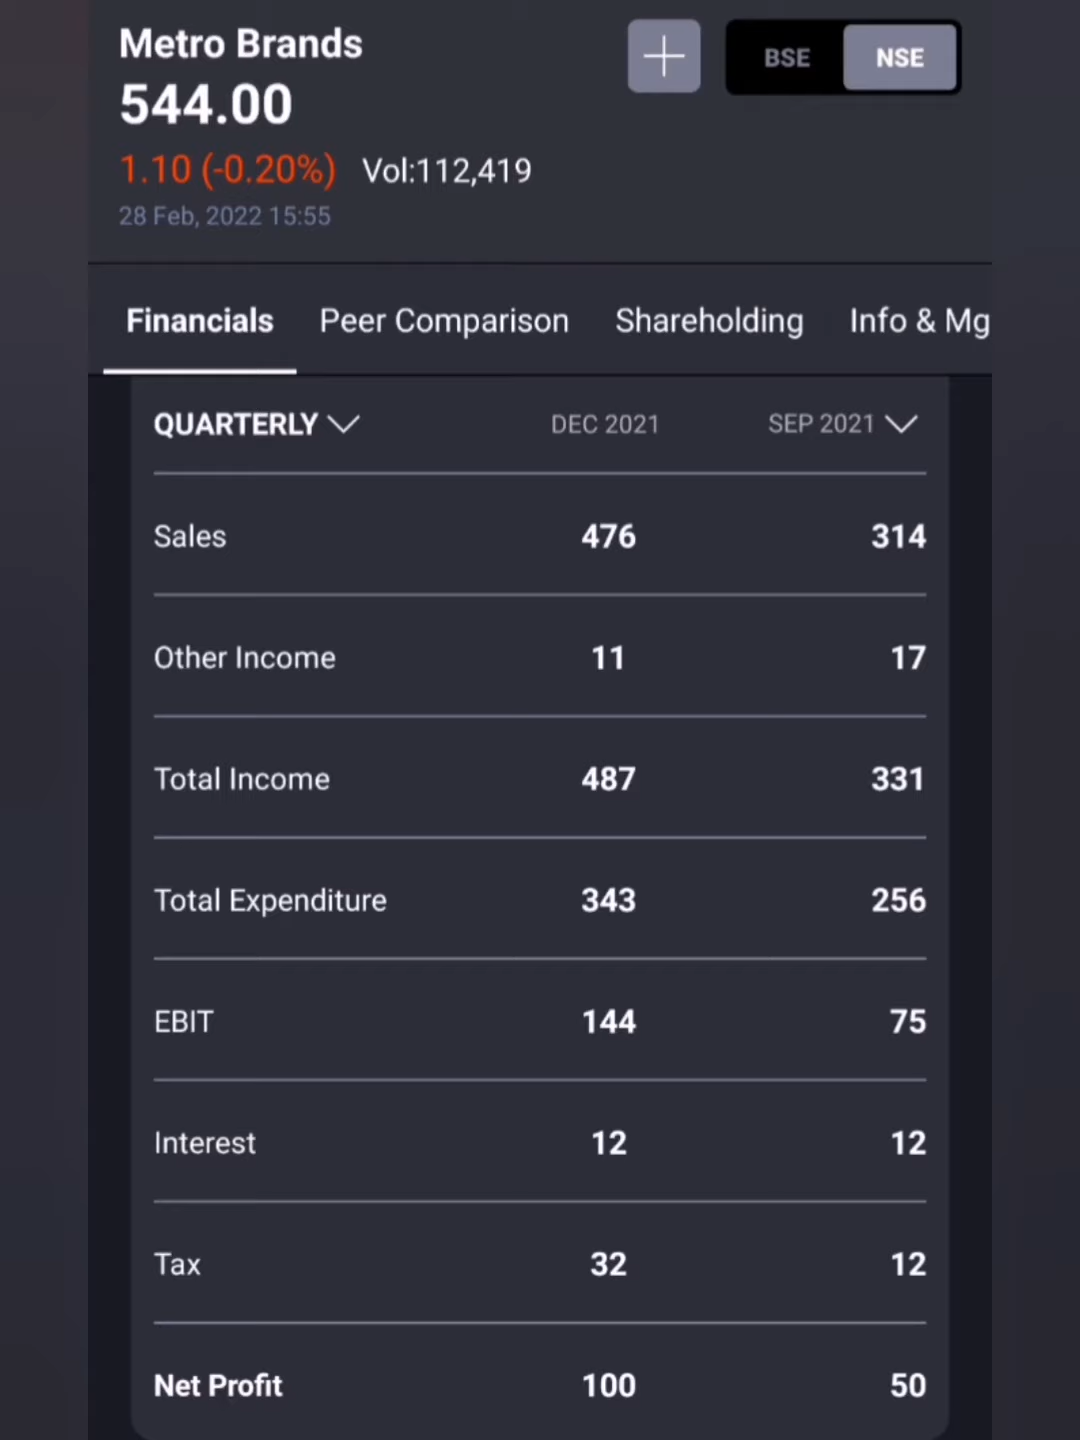 Metro Brands
544.00
1.10 (-0.20%) Vol:112,419
28 Feb, 2022 15:55
BSE NSE
Financials Peer Comparison Shareholding Info & Mg
QUARTERLY DEC 2021 SEP 2021
Sales 476 314
Other Income 11 17
Total Income 487 331
Total Expenditure 343 256
EBIT 144 75
Interest 12 12
Tax 32 12
Net Profit 100 50